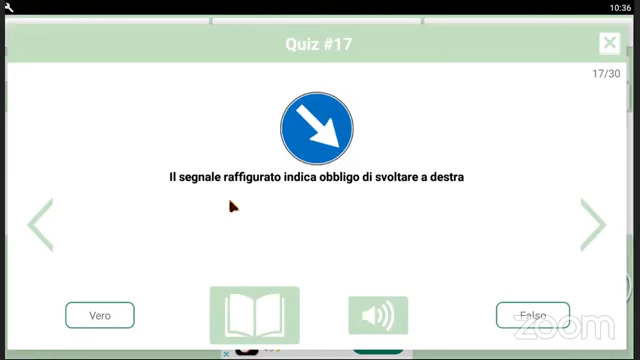 10:36
Quiz #17
17/30
Il segnale raffigurato indica obbligo di svoltare a destra
Vero
Falso
zoom